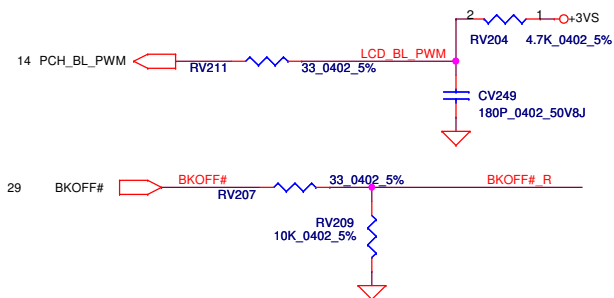 2 1 +3VS
RV204 4.7K_0402_5%
14 PCH_BL_PWM LCD_BL_PWM
RV211 33_0402_5%
CV249
180P_0402_50V8J
29 BKOFF# BKOFF# 33_0402_5% BKOFF#_R
RV207
RV209
10K_0402_5%